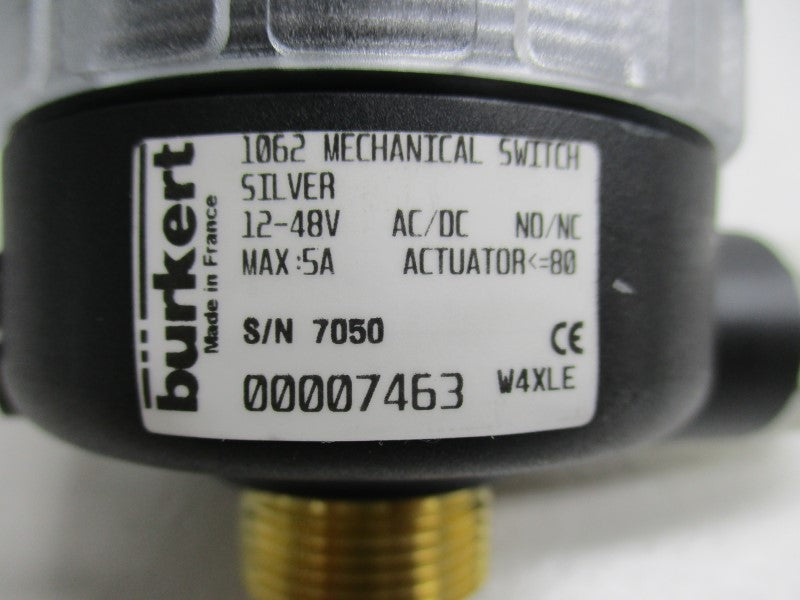 bürkert
Made in France
1062 MECHANICAL SWITCH
SILVER
12-48V AC/DC NO/NC
MAX:5A ACTUATOR<=80
S/N 7050
CE
00007463 W4XLE